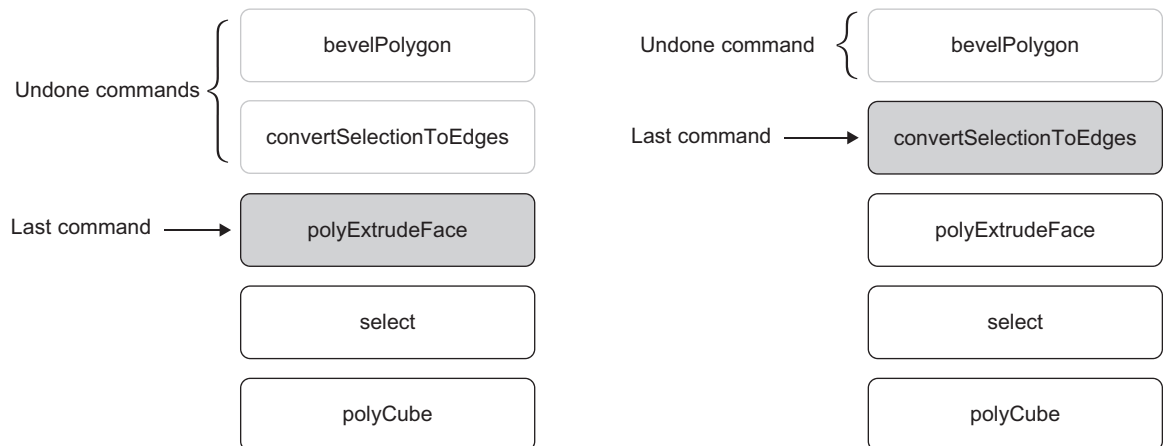 bevelPolygon
Undone commands
convertSelectionToEdges
Last command
polyExtrudeFace
select
polyCube
Undone command
bevelPolygon
Last command
convertSelectionToEdges
polyExtrudeFace
select
polyCube